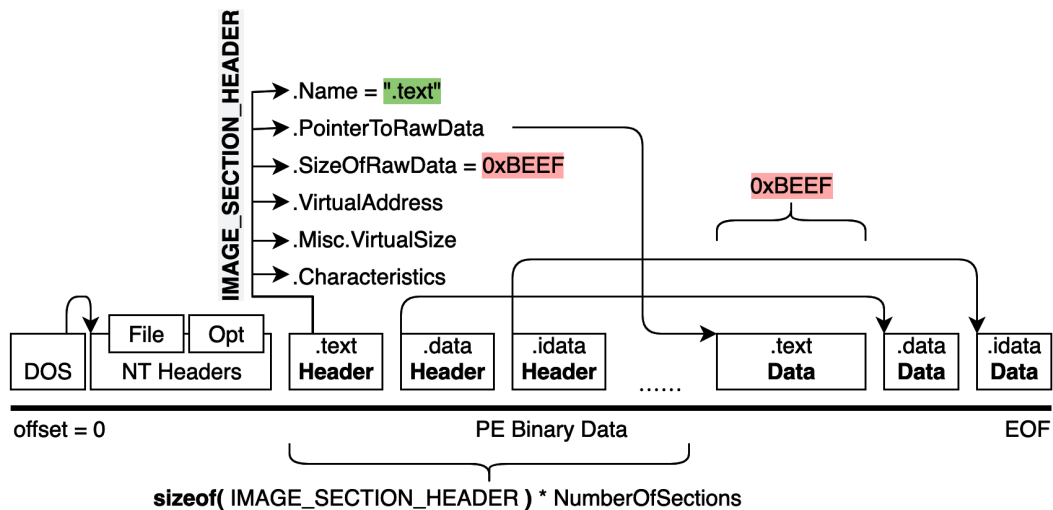 IMAGE_SECTION_HEADER
.Name = ".text"
.PointerToRawData
.SizeOfRawData = 0xBEEF
0xBEEF
.VirtualAddress
.Misc.VirtualSize
.Characteristics
File
Opt
DOS
NT Headers
.text
Header
.data
Header
.idata
Header
......
.text
Data
.data
Data
.idata
Data
offset = 0
PE Binary Data
EOF
sizeof( IMAGE_SECTION_HEADER ) * NumberOfSections